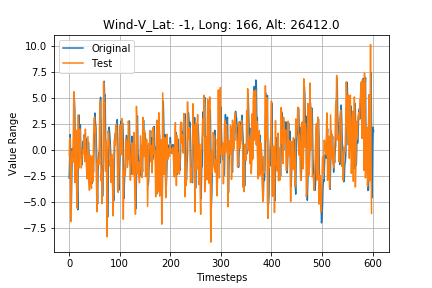 Wind-V_Lat: -1, Long: 166, Alt: 26412.0
Original
Test
Value Range
10.0
7.5
5.0
2.5
0.0
−2.5
−5.0
−7.5
0 100 200 300 400 500 600
Timesteps